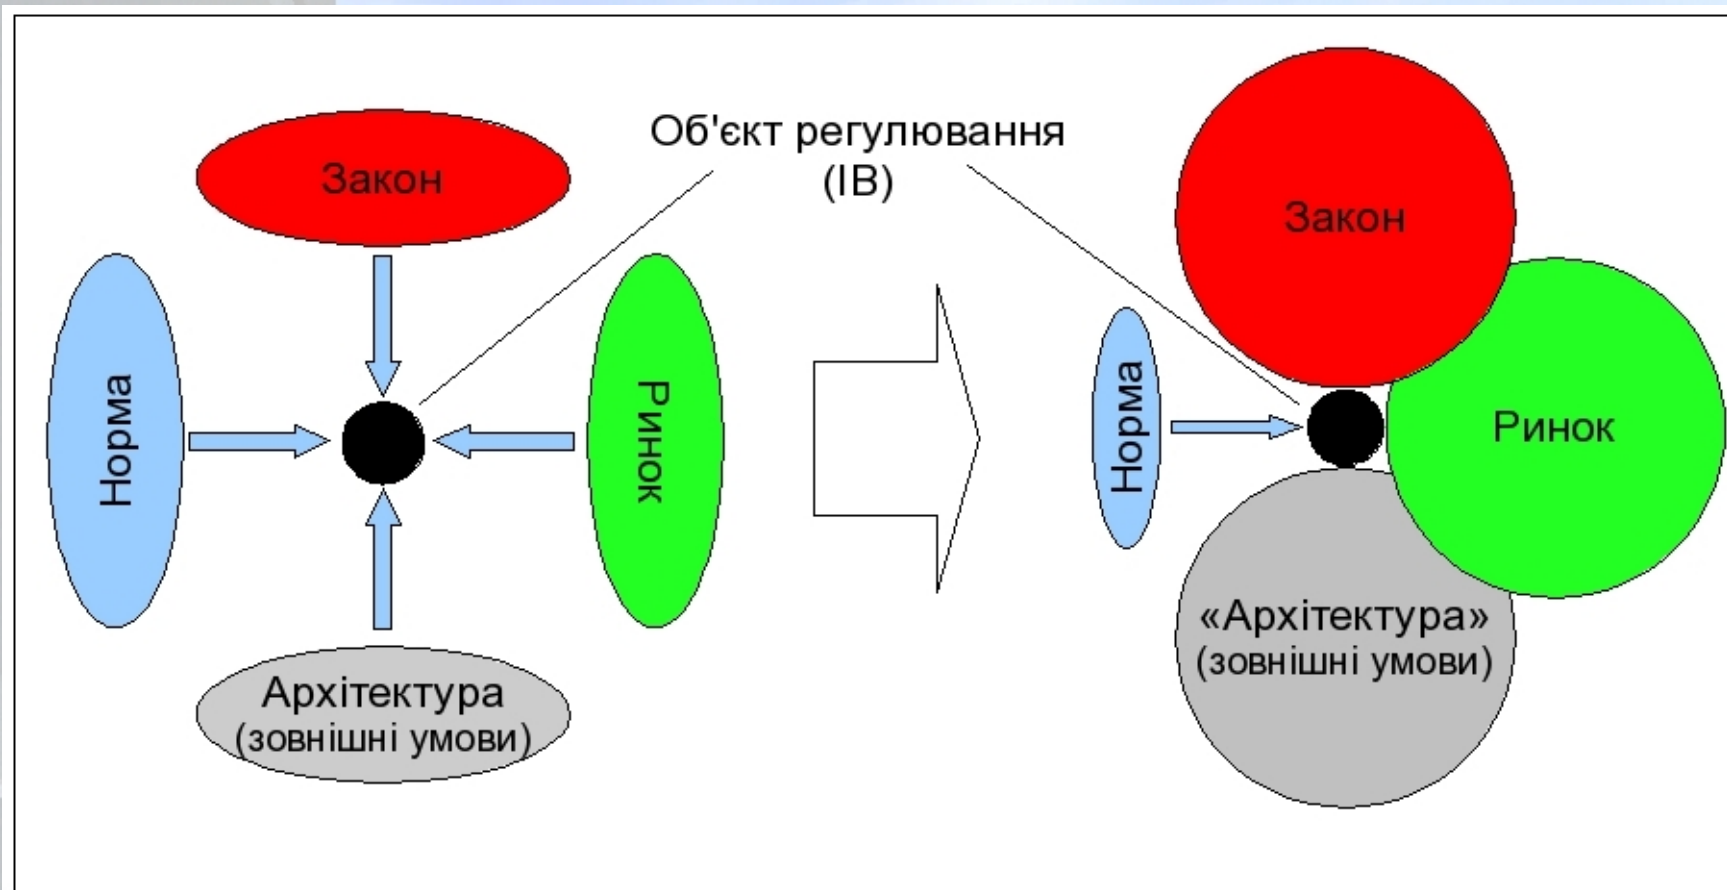 Об'єкт регулювання
(ІВ)
Закон
Норма
Ринок
Архітектура
(зовнішні умови)
Закон
Норма
Ринок
«Архітектура»
(зовнішні умови)